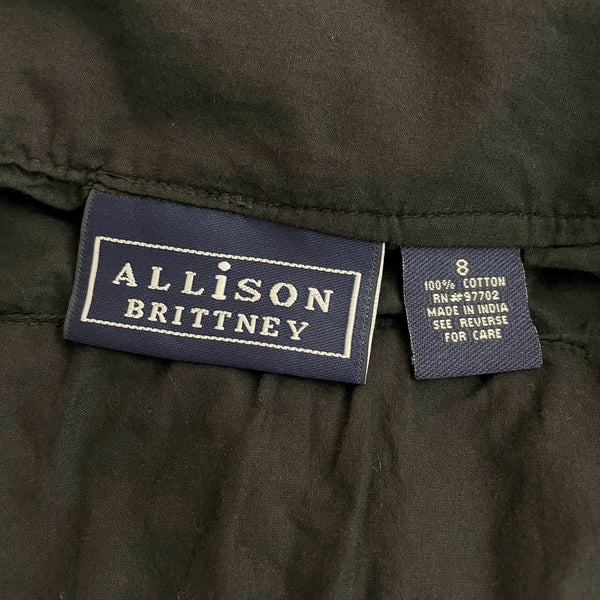 ALLiSON
BRITTNEY
8
100% COTTON
RN#97702
MADE IN INDIA
SEE REVERSE
FOR CARE